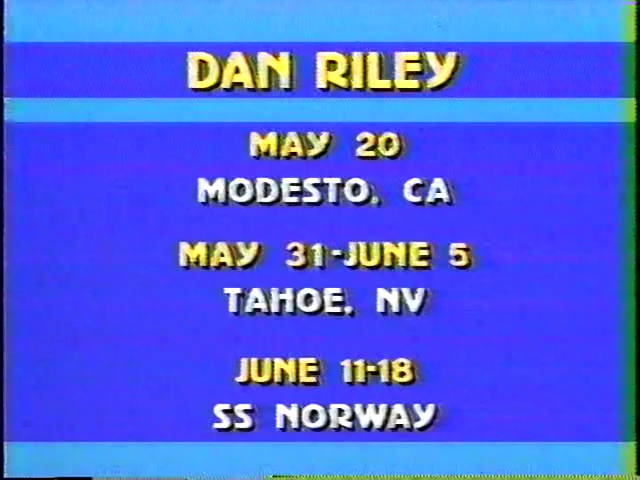 DAN RILEY
MAY 20
MODESTO, CA
MAY 31-JUNE 5
TAHOE, NV
JUNE 11-18
SS NORWAY